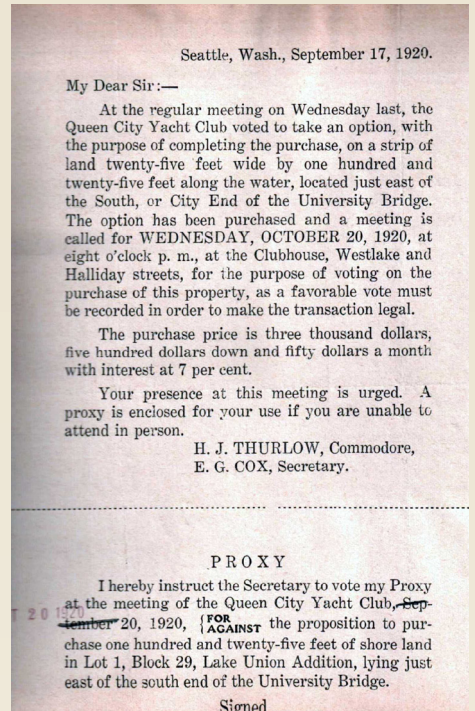 Seattle, Wash., September 17, 1920.
My Dear Sir:—
At the regular meeting on Wednesday last, the
Queen City Yacht Club voted to take an option, with
the purpose of completing the purchase, on a strip of
land twenty-five feet wide by one hundred and
twenty-five feet along the water, located just east of
the South, or City End of the University Bridge.
The option has been purchased and a meeting is
called for WEDNESDAY, OCTOBER 20, 1920, at
eight o'clock p. m., at the Clubhouse, Westlake and
Halliday streets, for the purpose of voting on the
purchase of this property, as a favorable vote must
be recorded in order to make the transaction legal.
The purchase price is three thousand dollars,
five hundred dollars down and fifty dollars a month
with interest at 7 per cent.
Your presence at this meeting is urged. A
proxy is enclosed for your use if you are unable to
attend in person.
H. J. THURLOW, Commodore,
E. G. COX, Secretary.
PROXY
I hereby instruct the Secretary to vote my Proxy
at the meeting of the Queen City Yacht Club, Sep-
T 20 1920
tember 20, 1920, {FOR AGAINST the proposition to pur-
chase one hundred and twenty-five feet of shore land
in Lot 1, Block 29, Lake Union Addition, lying just
east of the south end of the University Bridge.
Signed